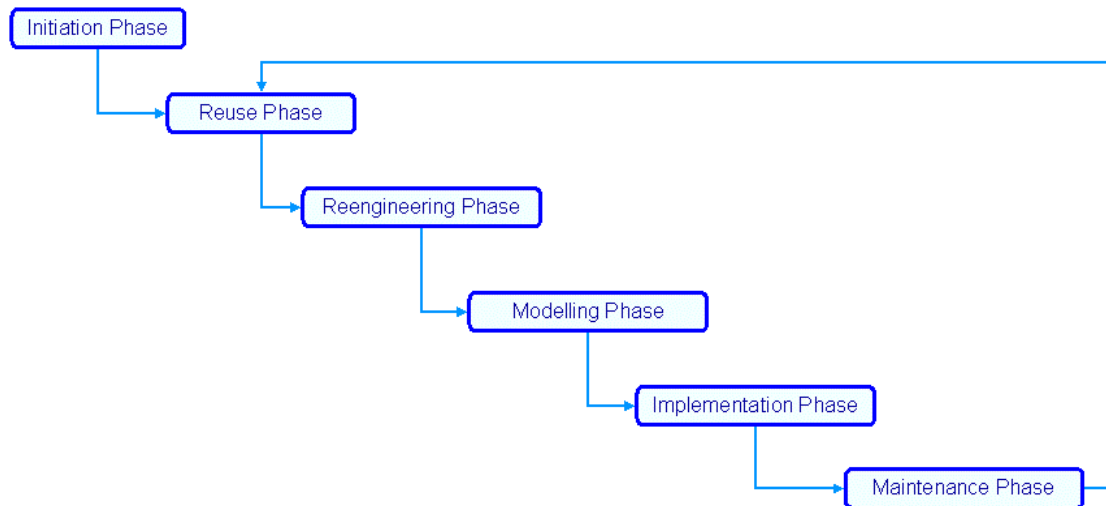 Initiation Phase
Reuse Phase
Reengineering Phase
Modelling Phase
Implementation Phase
Maintenance Phase